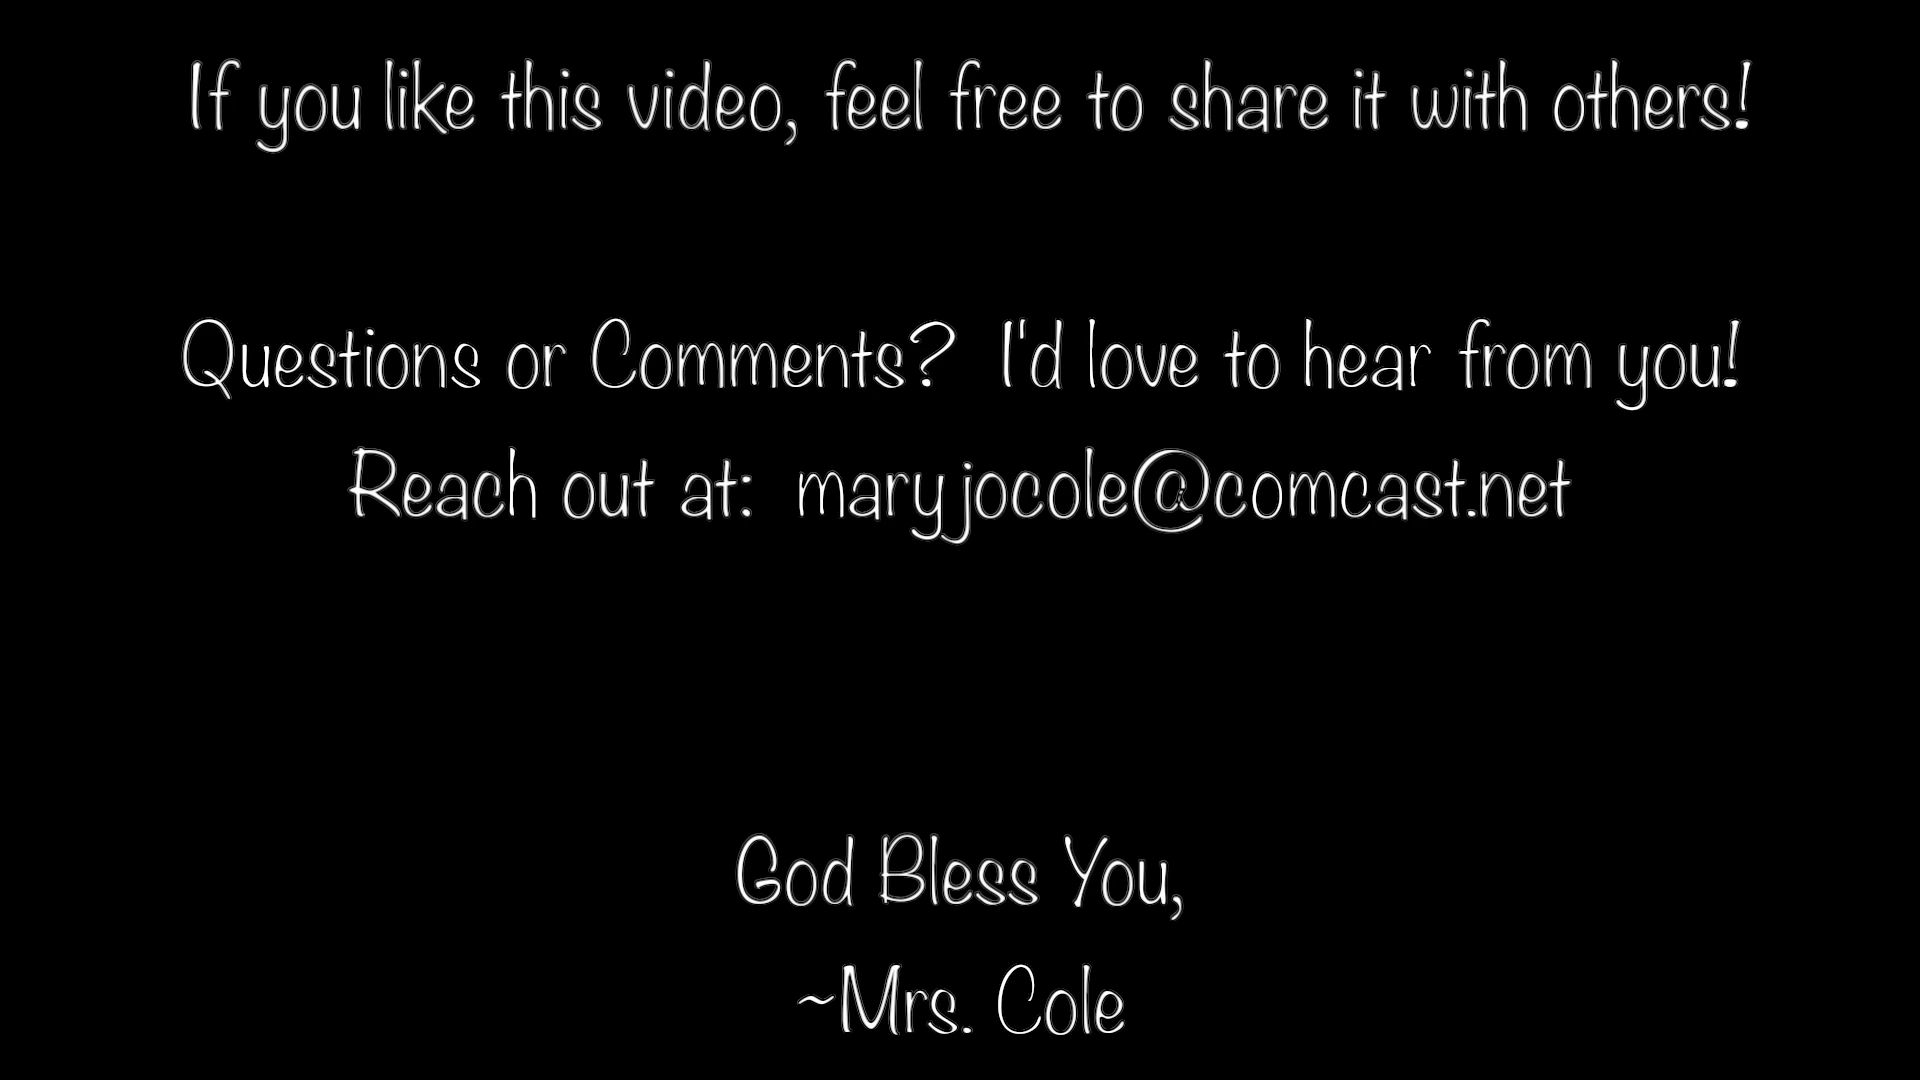 If you like this video, feel free to share it with others!
Questions or Comments?  I'd love to hear from you!
Reach out at:  maryjocole@comcast.net
God Bless You,
~Mrs. Cole